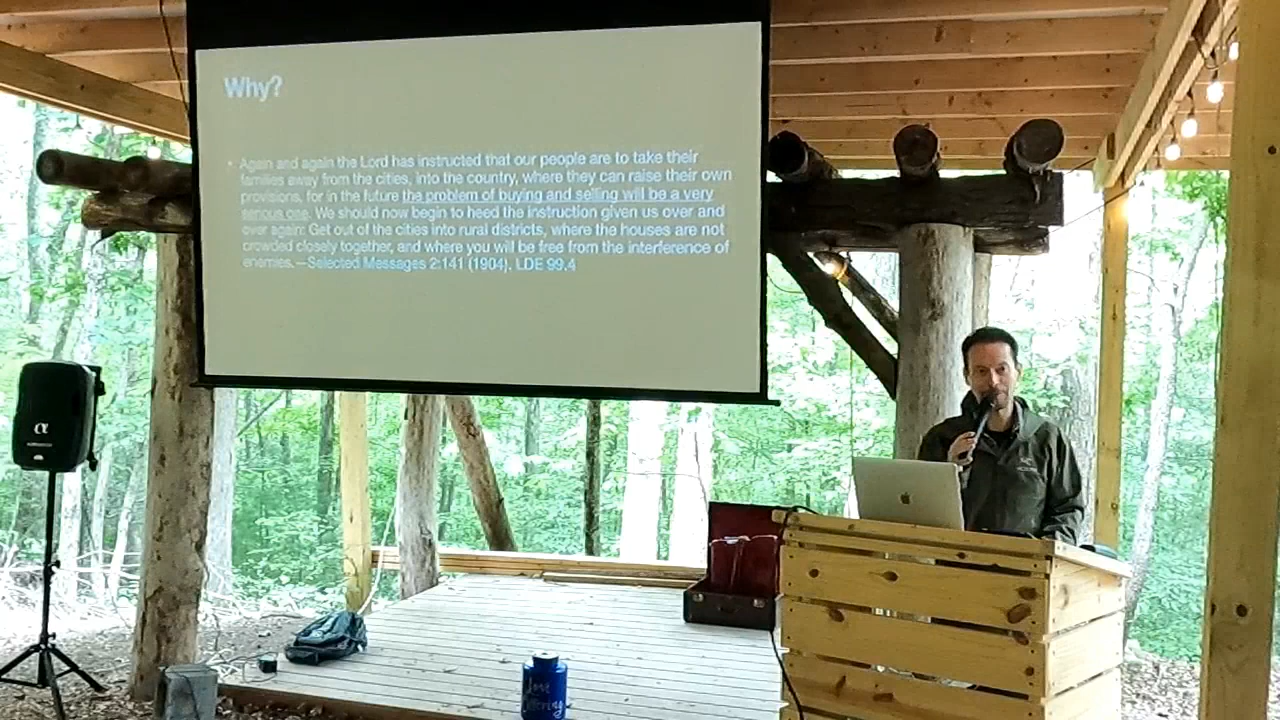 Why?
• Again and again the Lord has instructed that our people are to take their
families away from the cities, into the country, where they can raise their own
provisions, for in the future the problem of buying and selling will be a very
serious one. We should now begin to heed the instruction given us over and
over again: Get out of the cities into rural districts, where the houses are not
crowded closely together, and where you will be free from the interference of
enemies.—Selected Messages 2:141 (1904). LDE 99.4
Love
Offering